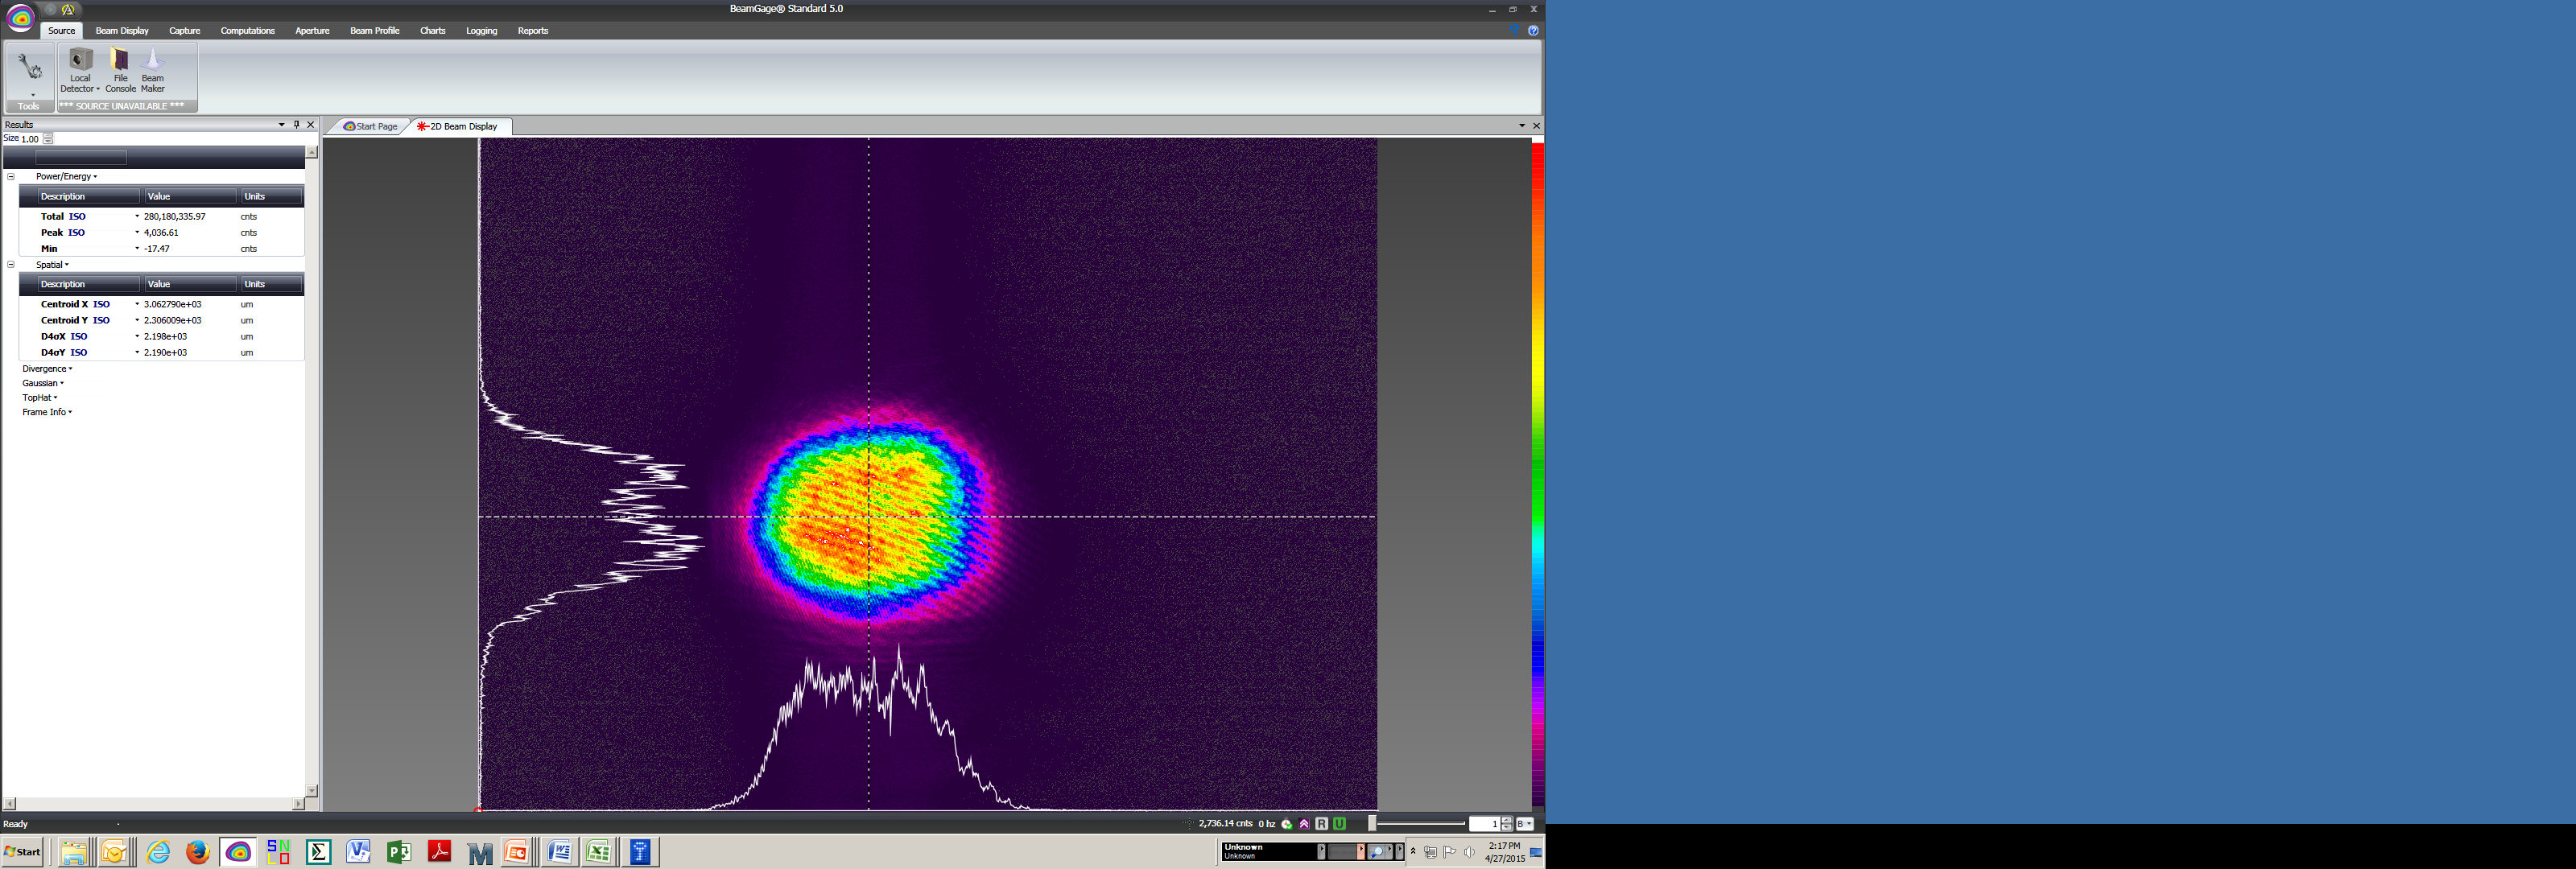 BeamGage® Standard 5.0
Source Beam Display Capture Computations Aperture Beam Profile Charts Logging Reports
Local Detector
File Console
Beam Maker
Tools
*** SOURCE UNAVAILABLE ***
Results
Size 1.00
Start Page
2D Beam Display
Power/Energy
Description Value Units
Total ISO 280,180,335.97 cnts
Peak ISO 4,036.61 cnts
Min -17.47 cnts
Spatial
Description Value Units
Centroid X ISO 3.062790e+03 um
Centroid Y ISO 2.306009e+03 um
D4σX ISO 2.198e+03 um
D4σY ISO 2.190e+03 um
Divergence
Gaussian
TopHat
Frame Info
Ready
2,736.14 cnts 0 hz R U 1 B
Start
S N L O
Unknown
Unknown
2:17 PM
4/27/2015